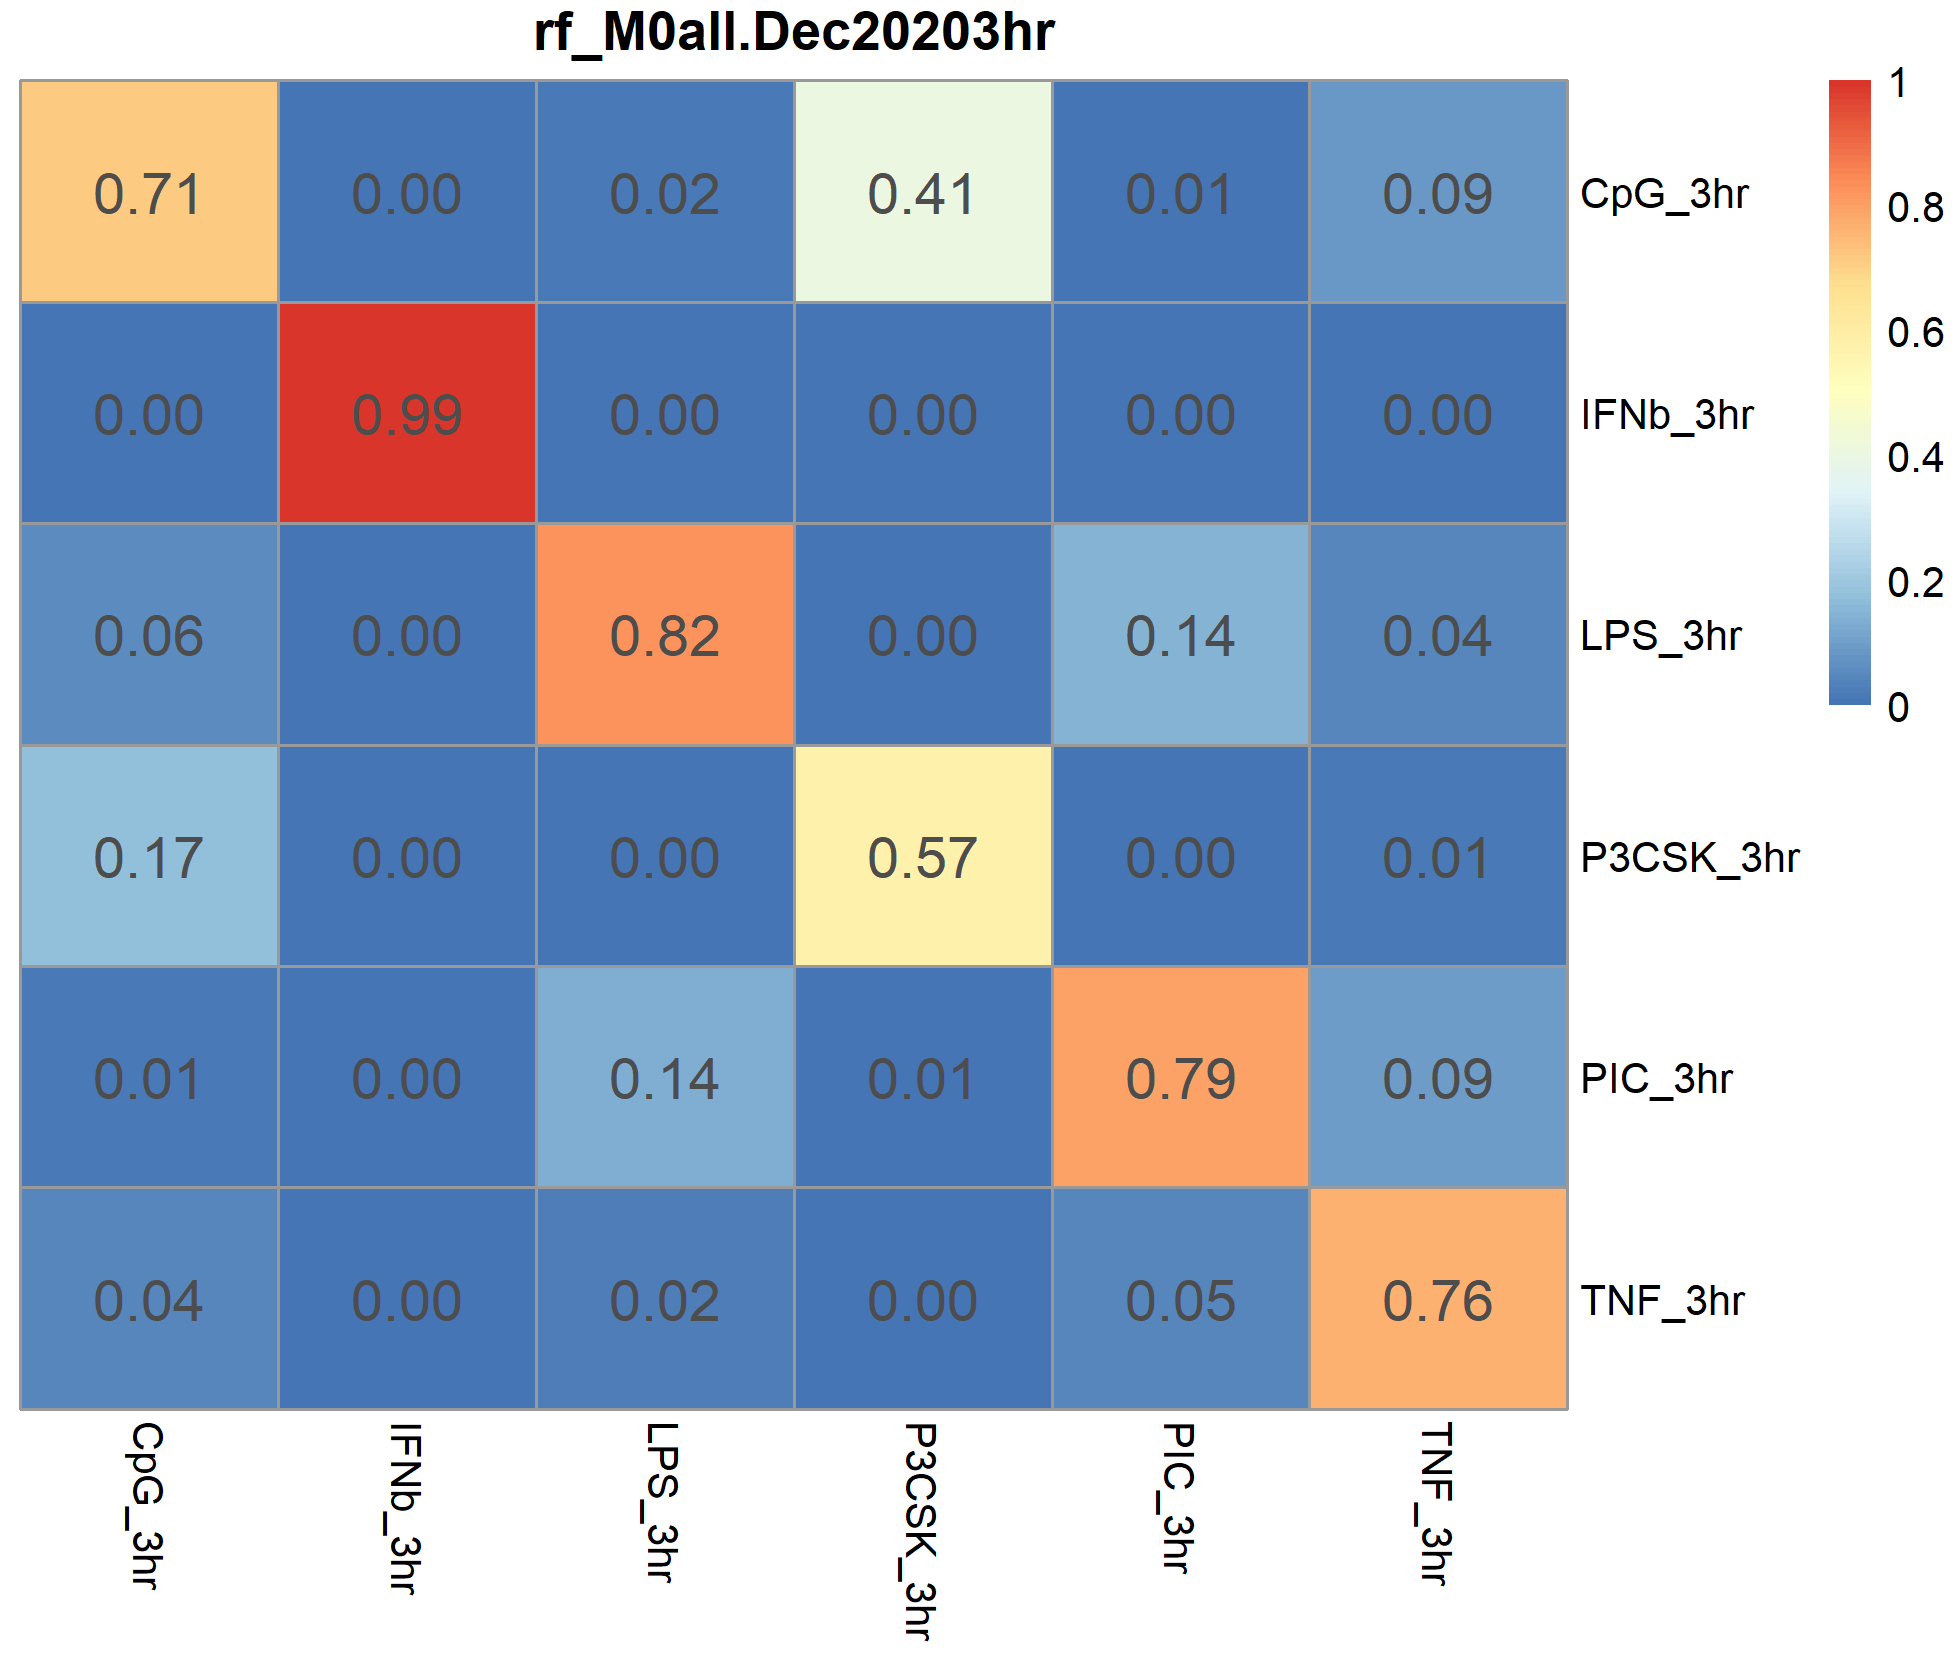 rf_M0all.Dec20203hr
0.71 0.00 0.02 0.41 0.01 0.09 CpG_3hr
0.00 0.99 0.00 0.00 0.00 0.00 IFNb_3hr
0.06 0.00 0.82 0.00 0.14 0.04 LPS_3hr
0.17 0.00 0.00 0.57 0.00 0.01 P3CSK_3hr
0.01 0.00 0.14 0.01 0.79 0.09 PIC_3hr
0.04 0.00 0.02 0.00 0.05 0.76 TNF_3hr
CpG_3hr
IFNb_3hr
LPS_3hr
P3CSK_3hr
PIC_3hr
TNF_3hr
1
0.8
0.6
0.4
0.2
0